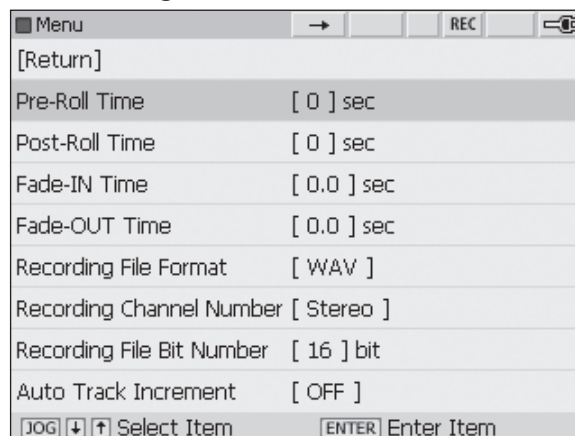 Menu → REC
[Return]
Pre-Roll Time [ 0 ] sec
Post-Roll Time [ 0 ] sec
Fade-IN Time [ 0.0 ] sec
Fade-OUT Time [ 0.0 ] sec
Recording File Format [ WAV ]
Recording Channel Number [ Stereo ]
Recording File Bit Number [ 16 ] bit
Auto Track Increment [ OFF ]
JOG ↓ ↑ Select Item ENTER Enter Item